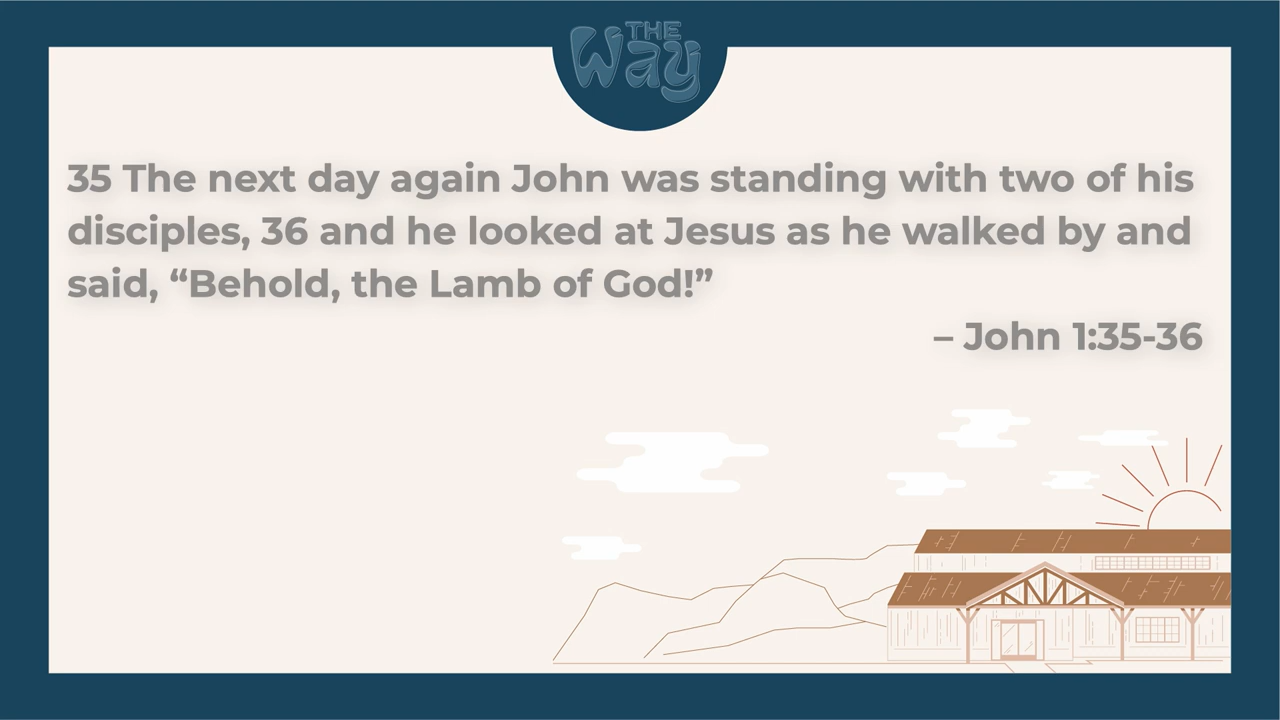 THE
Way
35 The next day again John was standing with two of his
disciples, 36 and he looked at Jesus as he walked by and
said, “Behold, the Lamb of God!”
– John 1:35-36